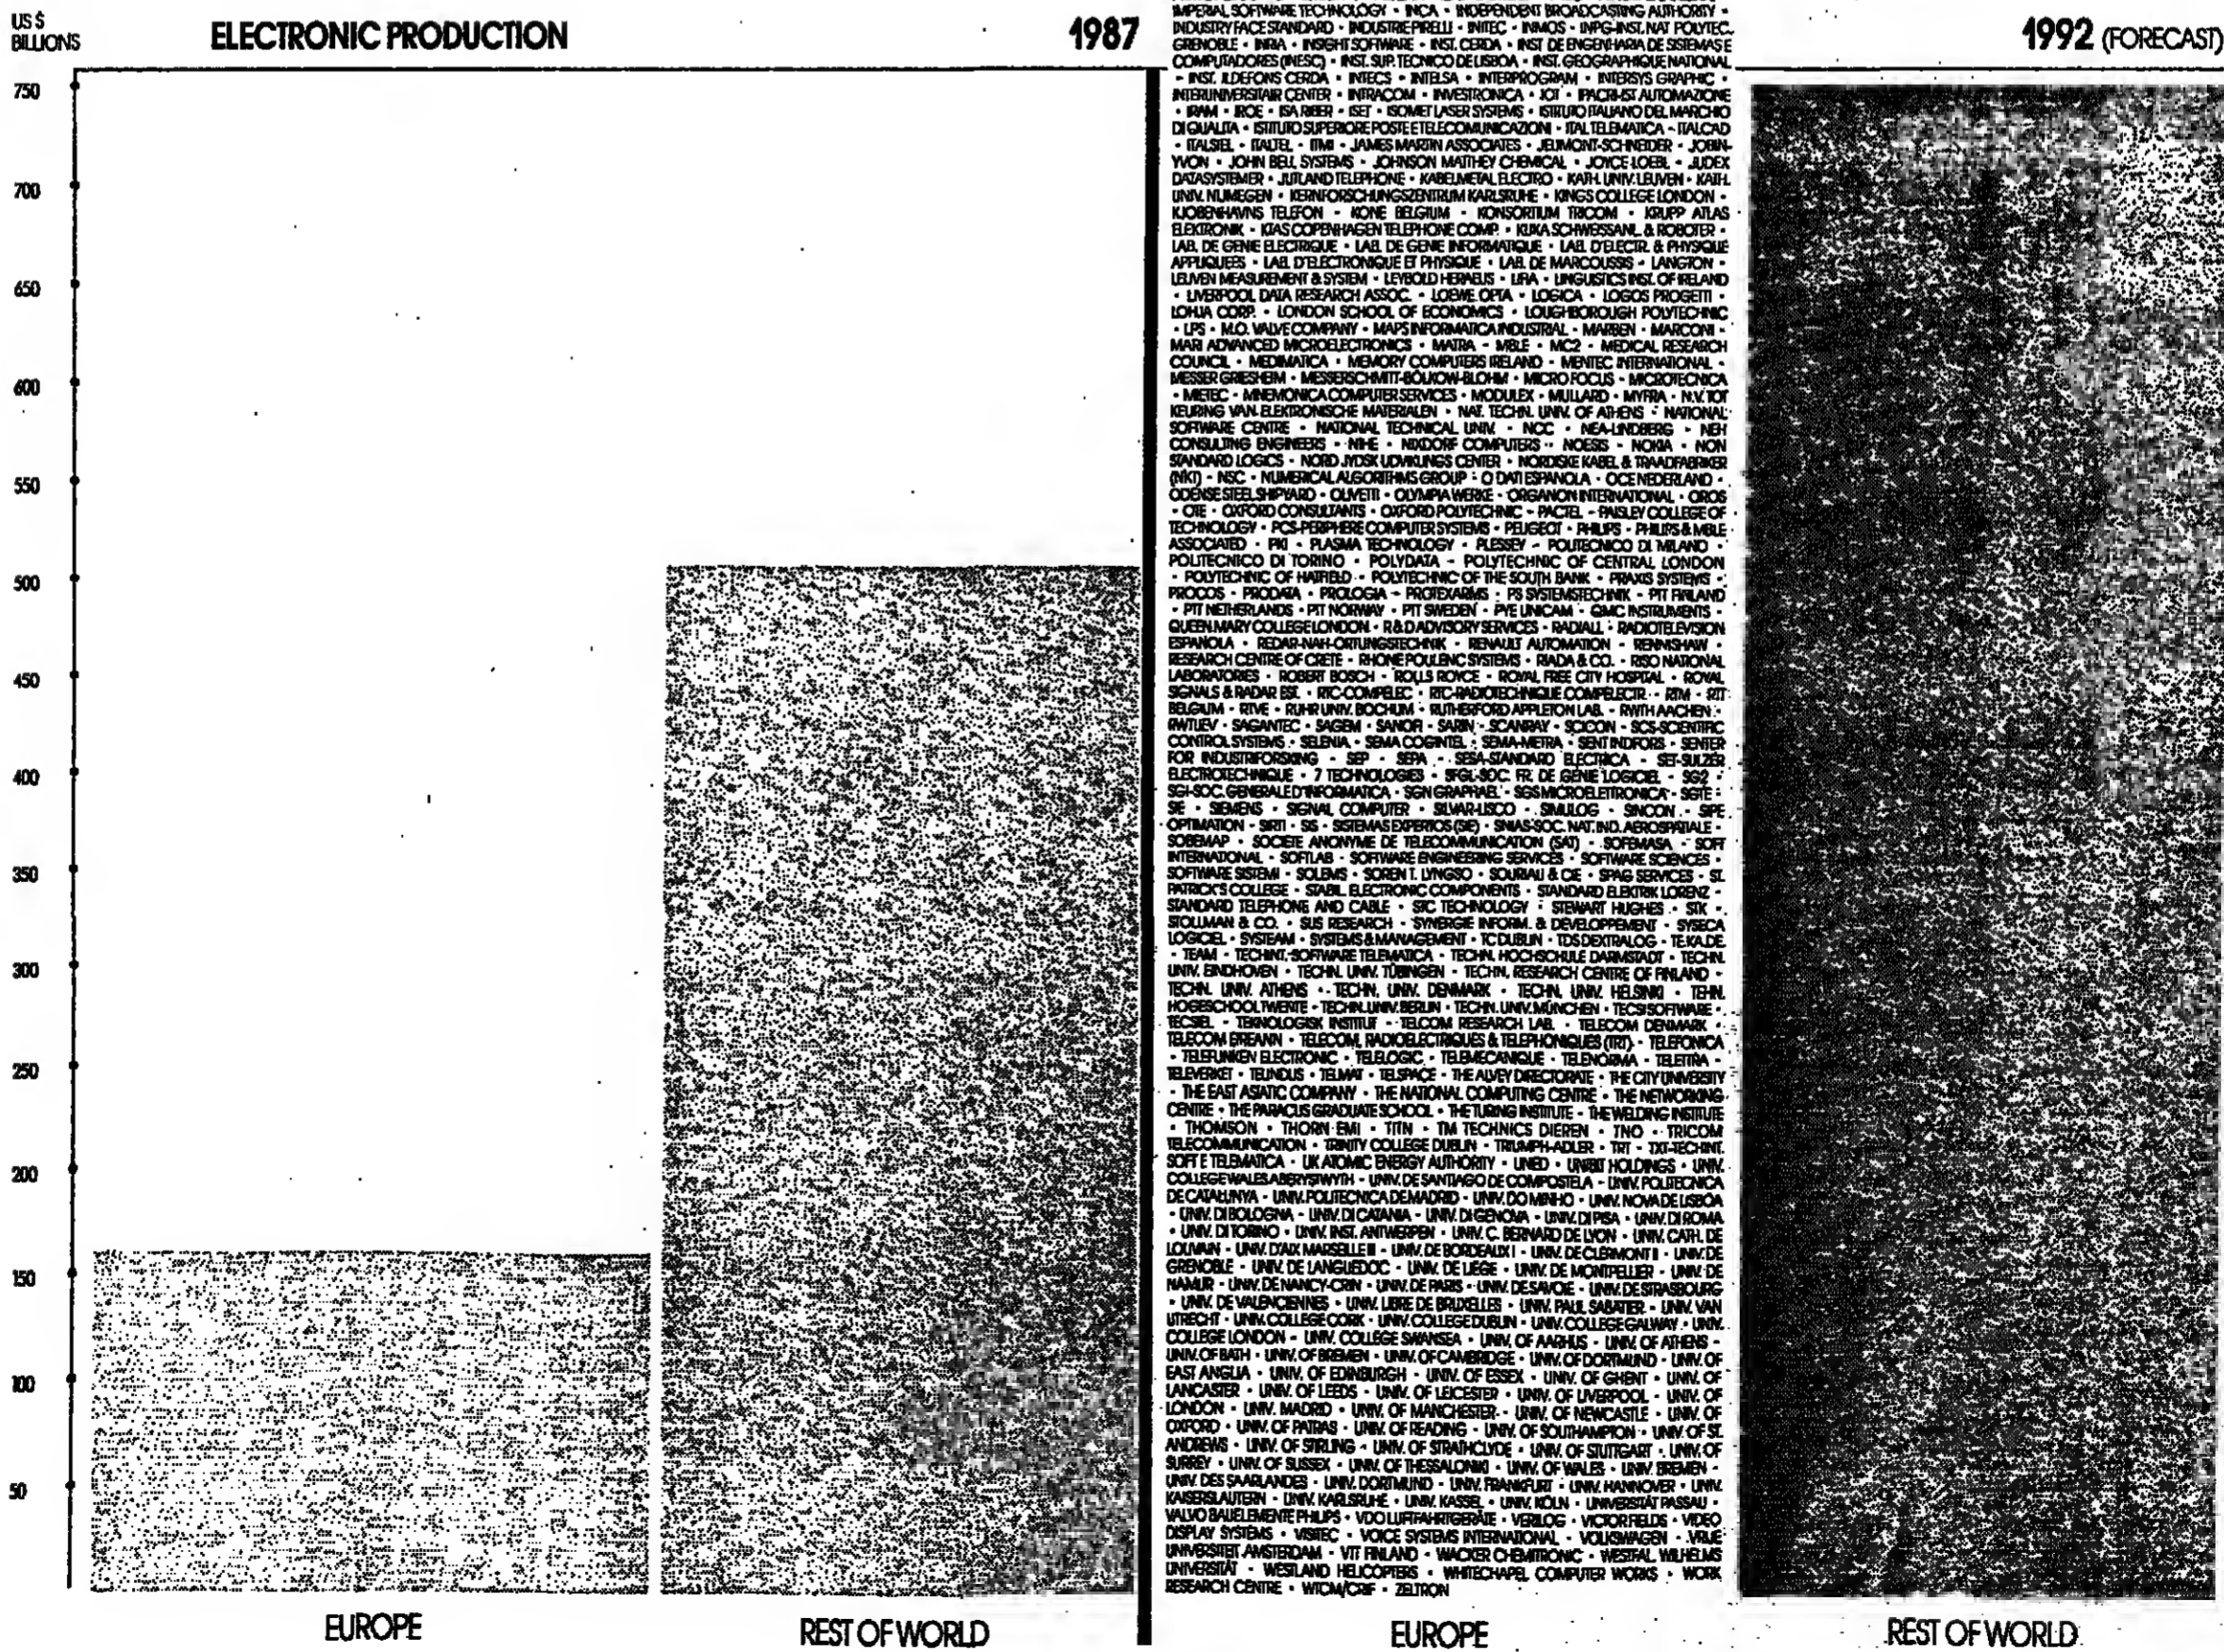 US $
BILLIONS
ELECTRONIC PRODUCTION
1987
1992 (FORECAST)
750
700
650
600
550
500
450
400
350
300
250
200
150
100
50
IMPERIAL SOFTWARE TECHNOLOGY • INCA • INDEPENDENT BROADCASTING AUTHORITY •
INDUSTRY FACE STANDARD • INDUSTRIE PIRELLI • INITEC • INMOS • INPG-INST. NAT POLYTEC.
GRENOBLE • INRIA • INSIGHT SOFTWARE • INST. CERDA • INST DE ENGENHARIA DE SISTEMAS E
COMPUTADORES (INESC) • INST. SUP. TECNICO DE LISBOA • INST. GEOGRAPHIQUE NATIONAL
• INST. ILDEFONS CERDA • INTECS • INTELSA • INTERPROGRAM • INTERSYS GRAPHIC •
INTERUNIVERSITAIR CENTER • INTRACOM • INVESTRONICA • JOT • IPACRI-IST AUTOMAZIONE
• IRAM • IROE • ISA RIBER • ISET • ISOMET LASER SYSTEMS • ISTITUTO ITALIANO DEL MARCHIO
DI QUALITA • ISTITUTO SUPERIORE POSTE E TELECOMUNICAZIONI • ITAL TELEMATICA • ITALCAD
• ITALSIEL • ITALTEL • ITMI • JAMES MARTIN ASSOCIATES • JEUMONT-SCHNEIDER • JOBIN-
YVON • JOHN BELL SYSTEMS • JOHNSON MATTHEY CHEMICAL • JOYCE LOEBL • JUDEX
DATASYSTEMER • JUTLAND TELEPHONE • KABELMETAL ELECTRO • KATH. UNIV. LEUVEN • KATH.
UNIV. NIJMEGEN • KERNFORSCHUNGSZENTRUM KARLSRUHE • KINGS COLLEGE LONDON •
KJOBENHAVNS TELEFON • KONE BELGIUM • KONSORTIUM TRICOM • KRUPP ATLAS
ELEKTRONIK • KTAS COPENHAGEN TELEPHONE COMP. • KUKA SCHWEISSANL. & ROBOTER •
LAB. DE GENIE ELECTRIQUE • LAB. DE GENIE INFORMATIQUE • LAB. D'ELECTR. & PHYSIQUE
APPLIQUEES • LAB. D'ELECTRONIQUE ET PHYSIQUE • LAB. DE MARCOUSSIS • LANGTON •
LEUVEN MEASUREMENT & SYSTEM • LEYBOLD HERAEUS • LIRA • LINGUISTICS INST. OF IRELAND
• LIVERPOOL DATA RESEARCH ASSOC. • LOEWE OPTA • LOGICA • LOGOS PROGETTI •
LOHJA CORP. • LONDON SCHOOL OF ECONOMICS • LOUGHBOROUGH POLYTECHNIC
• LPS • M.O. VALVE COMPANY • MAPS INFORMATICA INDUSTRIAL • MARBEN • MARCONI •
MARI ADVANCED MICROELECTRONICS • MATRA • MBLE • MC2 • MEDICAL RESEARCH
COUNCIL • MEDIMATICA • MEMORY COMPUTERS IRELAND • MENTEC INTERNATIONAL •
MESSER GRIESHEIM • MESSERSCHMITT-BÖLKOW-BLOHM • MICRO FOCUS • MICROTECNICA
• MIETEC • MNEMONICA COMPUTER SERVICES • MODULEX • MULLARD • MYFRA • N.V. TOT
KEURING VAN ELEKTRONISCHE MATERIALEN • NAT. TECHN. UNIV. OF ATHENS • NATIONAL
SOFTWARE CENTRE • NATIONAL TECHNICAL UNIV. • NCC • NEA-LINDBERG • NEH
CONSULTING ENGINEERS • NIHE • NIXDORF COMPUTERS • NOESIS • NOKIA • NON
STANDARD LOGICS • NORD JYDSK UDVIKLINGS CENTER • NORDISKE KABEL & TRAADFABRIKER
(NKT) • NSC • NUMERICAL ALGORITHMS GROUP • O DATI ESPANOLA • OCE NEDERLAND •
ODENSE STEEL SHIPYARD • OLIVETTI • OLYMPIA WERKE • ORGANON INTERNATIONAL • OROS
• OTE • OXFORD CONSULTANTS • OXFORD POLYTECHNIC • PACTEL • PAISLEY COLLEGE OF
TECHNOLOGY • PCS-PERIPHERE COMPUTER SYSTEMS • PEUGEOT • PHILIPS • PHILIPS & MBLE
ASSOCIATED • PKI • PLASMA TECHNOLOGY • PLESSEY • POLITECNICO DI MILANO •
POLITECNICO DI TORINO • POLYDATA • POLYTECHNIC OF CENTRAL LONDON
• POLYTECHNIC OF HATFIELD • POLYTECHNIC OF THE SOUTH BANK • PRAXIS SYSTEMS •
PROCOS • PRODATA • PROLOGIA • PROTEXARMS • PS SYSTEMSTECHNIK • PTT FINLAND
• PTT NETHERLANDS • PTT NORWAY • PTT SWEDEN • PYE UNICAM • QMC INSTRUMENTS •
QUEEN MARY COLLEGE LONDON • R & D ADVISORY SERVICES • RADIALL • RADIOTELEVISION
ESPANOLA • REDAR-NAH-ORTUNGSTECHNIK • RENAULT AUTOMATION • RENNISHAW •
RESEARCH CENTRE OF CRETE • RHONE POULENC SYSTEMS • RIADA & CO. • RISO NATIONAL
LABORATORIES • ROBERT BOSCH • ROLLS ROYCE • ROYAL FREE CITY HOSPITAL • ROYAL
SIGNALS & RADAR EST. • RTC-COMPELEC • RTC-RADIOTECHNIQUE COMPELECTR. • RTM • RTT
BELGIUM • RTVE • RUHR UNIV. BOCHUM • RUTHERFORD APPLETON LAB. • RWTH AACHEN •
RWTUEV • SAGANTEC • SAGEM • SANOFI • SARIN • SCANRAY • SCICON • SCS-SCIENTIFIC
CONTROL SYSTEMS • SELENIA • SEMA COGINTEL • SEMA-METRA • SENT INDFORS • SENTER
FOR INDUSTRIFORSKING • SEP • SEPA • SESA-STANDARD ELECTRICA • SET-SULZER
ELECTROTECHNIQUE • 7 TECHNOLOGIES • SFGL-SOC. FR. DE GENIE LOGICIEL • SG2 •
SGI-SOC. GENERALE D'INFORMATICA • SGN GRAPHAEL • SGS MICROELETTRONICA • SGTE •
SIE • SIEMENS • SIGNAL COMPUTER • SILVAR-LISCO • SIMULOG • SINCON • SIPE
OPTIMATION • SIRTI • SIS • SISTEMAS EXPERTOS (SIE) • SNIAS-SOC. NAT. IND. AEROSPATIALE •
SOBEMAP • SOCIETE ANONYME DE TELECOMMUNICATION (SAT) • SOFEMASA • SOFT
INTERNATIONAL • SOFTLAB • SOFTWARE ENGINEERING SERVICES • SOFTWARE SCIENCES •
SOFTWARE SISTEMI • SOLEMS • SOREN T. LYNGSO • SOURIAU & CIE • SPAG SERVICES • ST.
PATRICK'S COLLEGE • STABIL ELECTRONIC COMPONENTS • STANDARD ELEKTRIK LORENZ •
STANDARD TELEPHONE AND CABLE • STC TECHNOLOGY • STEWART HUGHES • STK •
STOLLMAN & CO. • SUS RESEARCH • SYNERGIE INFORM. & DEVELOPPEMENT • SYSECA
LOGICIEL • SYSTEAM • SYSTEMS & MANAGEMENT • TC DUBLIN • TDS DEXTRALOG • TE.KA.DE.
• TEAM • TECHINT-SOFTWARE TELEMATICA • TECHN. HOCHSCHULE DARMSTADT • TECHN.
UNIV. EINDHOVEN • TECHN. UNIV. TÜBINGEN • TECHN. RESEARCH CENTRE OF FINLAND •
TECHN. UNIV. ATHENS • TECHN. UNIV. DENMARK • TECHN. UNIV. HELSINKI • TEHN.
HOGESCHOOL TWENTE • TECHN. UNIV. BERLIN • TECHN. UNIV. MÜNCHEN • TECSI SOFTWARE •
TECSIEL • TEKNOLOGISK INSTITUT • TELCOM RESEARCH LAB. • TELECOM DENMARK •
TELECOM EIREANN • TELECOM. RADIOELECTRIQUES & TELEPHONIQUES (TRT) • TELEFONICA
• TELEFUNKEN ELECTRONIC • TELELOGIC • TELEMECANIQUE • TELENORMA • TELETTRA •
TELEVERKET • TELINDUS • TELMAT • TELSPACE • THE ALVEY DIRECTORATE • THE CITY UNIVERSITY
• THE EAST ASIATIC COMPANY • THE NATIONAL COMPUTING CENTRE • THE NETWORKING
CENTRE • THE PARACLIS GRADUATE SCHOOL • THE TURING INSTITUTE • THE WELDING INSTITUTE
• THOMSON • THORN EMI • TITN • TM TECHNICS DIEREN • TNO • TRICOM
TELECOMMUNICATION • TRINITY COLLEGE DUBLIN • TRIUMPH-ADLER • TRT • TXT-TECHINT.
SOFT E TELEMATICA • UK ATOMIC ENERGY AUTHORITY • UNED • UNIBIT HOLDINGS • UNIV.
COLLEGE WALES ABERYSTWYTH • UNIV. DE SANTIAGO DE COMPOSTELA • UNIV. POLITECNICA
DE CATALUNYA • UNIV. POLITECNICA DE MADRID • UNIV. DO MINHO • UNIV. NOVA DE LISBOA
• UNIV. DI BOLOGNA • UNIV. DI CATANIA • UNIV. DI GENOVA • UNIV. DI PISA • UNIV. DI ROMA
• UNIV. DI TORINO • UNIV. INST. ANTWERPEN • UNIV. C. BERNARD DE LYON • UNIV. CATH. DE
LOUVAIN • UNIV. D'AIX MARSEILLE II • UNIV. DE BORDEAUX I • UNIV. DE CLERMONT II • UNIV. DE
GRENOBLE • UNIV. DE LANGUEDOC • UNIV. DE LIEGE • UNIV. DE MONTPELLIER • UNIV. DE
NAMUR • UNIV. DE NANCY-CRIN • UNIV. DE PARIS • UNIV. DE SAVOIE • UNIV. DE STRASBOURG
• UNIV. DE VALENCIENNES • UNIV. LIBRE DE BRUXELLES • UNIV. PAUL SABATIER • UNIV. VAN
UTRECHT • UNIV. COLLEGE CORK • UNIV. COLLEGE DUBLIN • UNIV. COLLEGE GALWAY • UNIV.
COLLEGE LONDON • UNIV. COLLEGE SWANSEA • UNIV. OF AARHUS • UNIV. OF ATHENS •
UNIV. OF BATH • UNIV. OF BREMEN • UNIV. OF CAMBRIDGE • UNIV. OF DORTMUND • UNIV. OF
EAST ANGLIA • UNIV. OF EDINBURGH • UNIV. OF ESSEX • UNIV. OF GHENT • UNIV. OF
LANCASTER • UNIV. OF LEEDS • UNIV. OF LEICESTER • UNIV. OF LIVERPOOL • UNIV. OF
LONDON • UNIV. MADRID • UNIV. OF MANCHESTER • UNIV. OF NEWCASTLE • UNIV. OF
OXFORD • UNIV. OF PATRAS • UNIV. OF READING • UNIV. OF SOUTHAMPTON • UNIV. OF ST.
ANDREWS • UNIV. OF STIRLING • UNIV. OF STRATHCLYDE • UNIV. OF STUTTGART • UNIV. OF
SURREY • UNIV. OF SUSSEX • UNIV. OF THESSALONIKI • UNIV. OF WALES • UNIV. BREMEN •
UNIV. DES SAARLANDES • UNIV. DORTMUND • UNIV. FRANKFURT • UNIV. HANNOVER • UNIV.
KAISERSLAUTERN • UNIV. KARLSRUHE • UNIV. KASSEL • UNIV. KÖLN • UNIVERSITÄT PASSAU •
VALVO BAUELEMENTE PHILIPS • VDO LUFTFAHRTGERÄTE • VERILOG • VICTOR FIELDS • VIDEO
DISPLAY SYSTEMS • VISITEC • VOICE SYSTEMS INTERNATIONAL • VOLKSWAGEN • VRIJE
UNIVERSITEIT AMSTERDAM • VTT FINLAND • WACKER CHEMITRONIC • WESTFAL. WILHELMS
UNIVERSITÄT • WESTLAND HELICOPTERS • WHITECHAPEL COMPUTER WORKS • WORK
RESEARCH CENTRE • WTCM/CRIF • ZELTRON
EUROPE
REST OF WORLD
EUROPE
REST OF WORLD